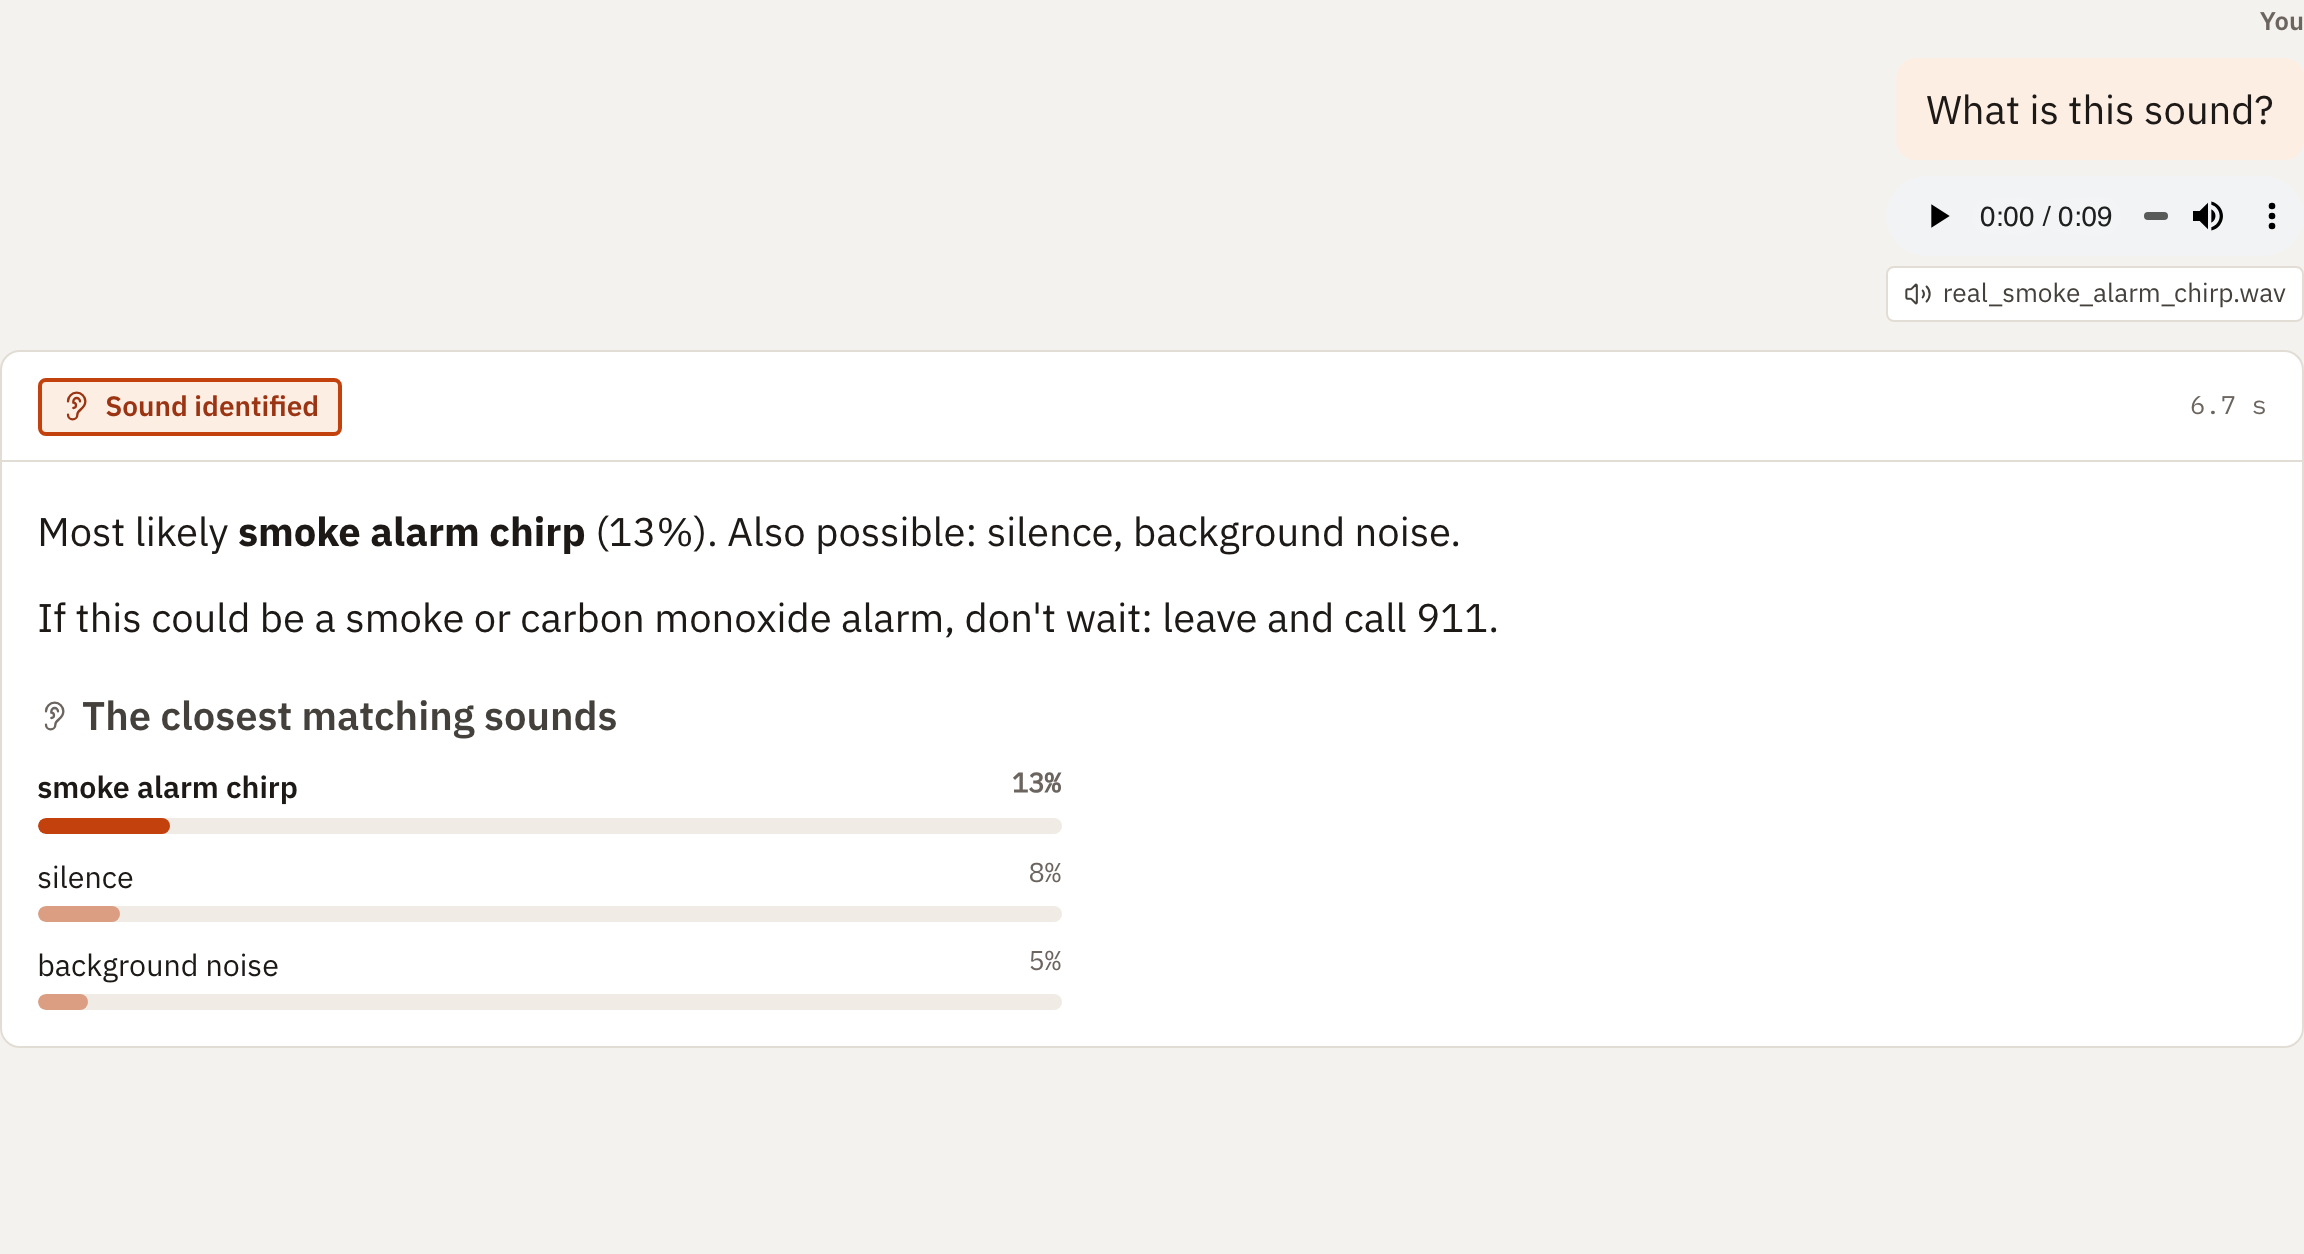 You
What is this sound?
0:00 / 0:09
real_smoke_alarm_chirp.wav
Sound identified
6.7 s
Most likely smoke alarm chirp (13%). Also possible: silence, background noise.
If this could be a smoke or carbon monoxide alarm, don't wait: leave and call 911.
The closest matching sounds
smoke alarm chirp 13%
silence 8%
background noise 5%